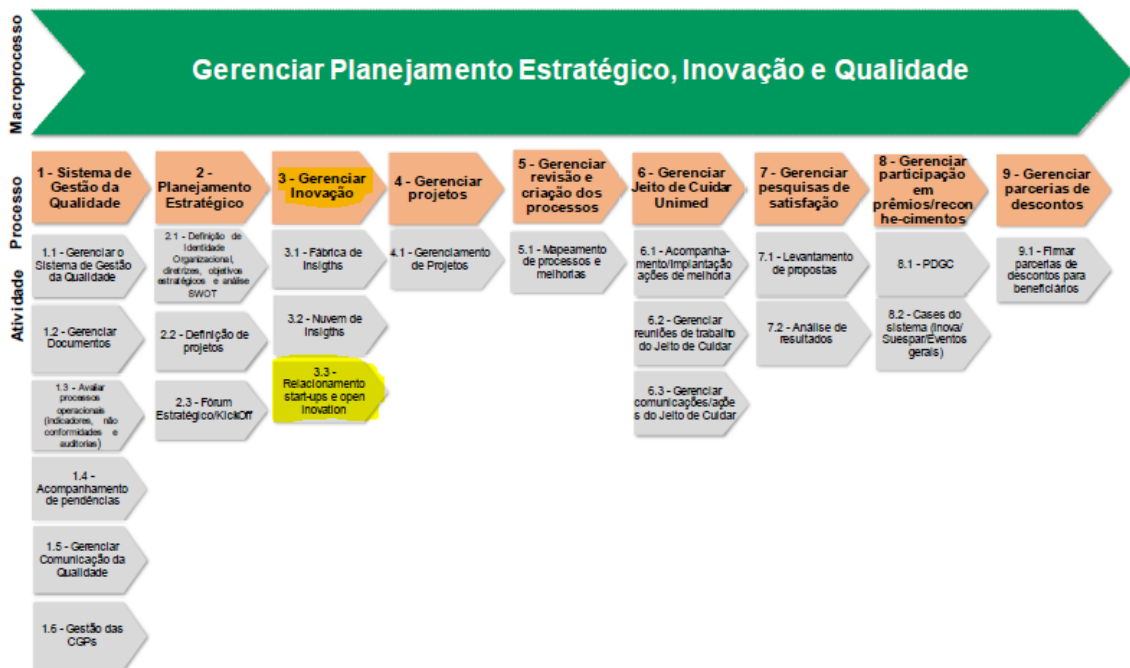 Macroprocesso
Gerenciar Planejamento Estratégico, Inovação e Qualidade
Processo
1 - Sistema de
Gestão da
Qualidade
2 -
Planejamento
Estratégico
3 - Gerenciar
Inovação
4 - Gerenciar
projetos
5 - Gerenciar
revisão e
criação dos
processos
6 - Gerenciar
Jeito de Cuidar
Unimed
7 - Gerenciar
pesquisas de
satisfação
8 - Gerenciar
participação
em
prêmios/reconhe-cimentos
9 - Gerenciar
parcerias de
descontos
Atividade
1.1 - Gerenciar o
Sistema de Gestão
da Qualidade
2.1 - Definição de
Identidade
Organizacional,
diretrizes, objetivos
estratégicos e análise
SWOT
3.1 - Fábrica de
Insigths
4.1 - Gerenciamento
de Projetos
5.1 - Mapeamento
de processos e
melhorias
6.1 - Acompanha-
mento/Implantação
ações de melhoria
7.1 - Levantamento
de propostas
8.1 - PDGC
9.1 - Firmar
parcerias de
descontos para
beneficiários
1.2 - Gerenciar
Documentos
2.2 - Definição de
projetos
3.2 - Nuvem de
Insigths
6.2 - Gerenciar
reuniões de trabalho
do Jeito de Cuidar
7.2 - Análise de
resultados
8.2 - Cases do
sistema (Inova/
Suespar/Eventos
gerais)
1.3 - Avaliar
processos
operacionais
(indicadores, não
conformidades e
auditorias)
2.3 - Fórum
Estratégico/KickOff
3.3 -
Relacionamento
start-ups e open
inovation
6.3 - Gerenciar
comunicações/açõe
s do Jeito de Cuidar
1.4 -
Acompanhamento
de pendências
1.5 - Gerenciar
Comunicação da
Qualidade
1.6 - Gestão das
CGPs